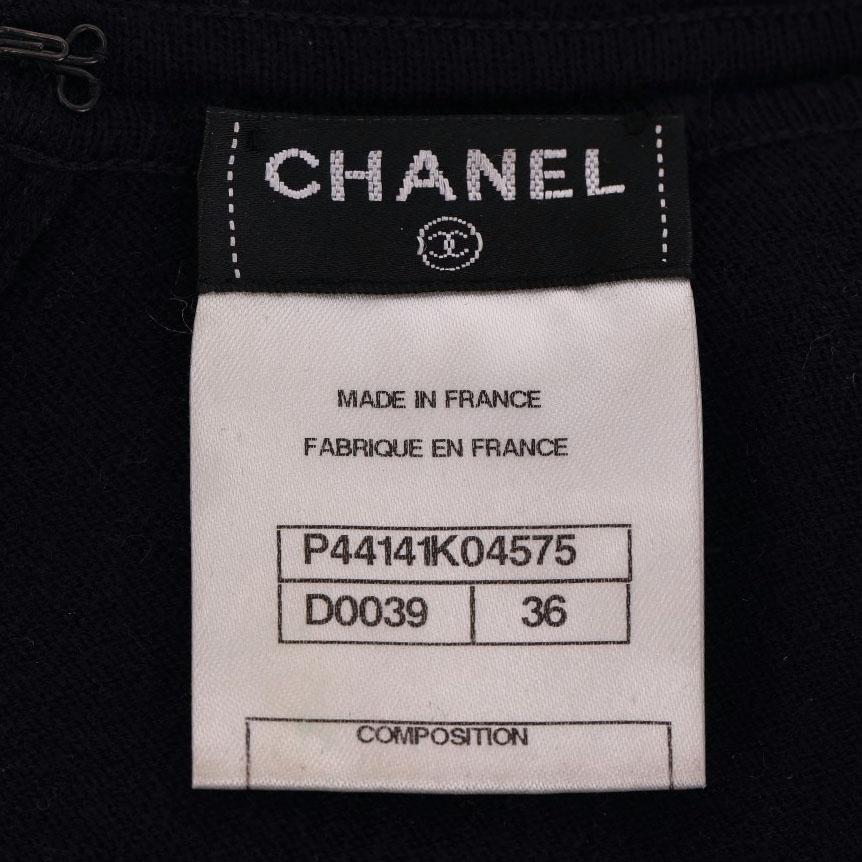 CHANEL
MADE IN FRANCE
FABRIQUE EN FRANCE
P44141K04575
D0039 36
COMPOSITION